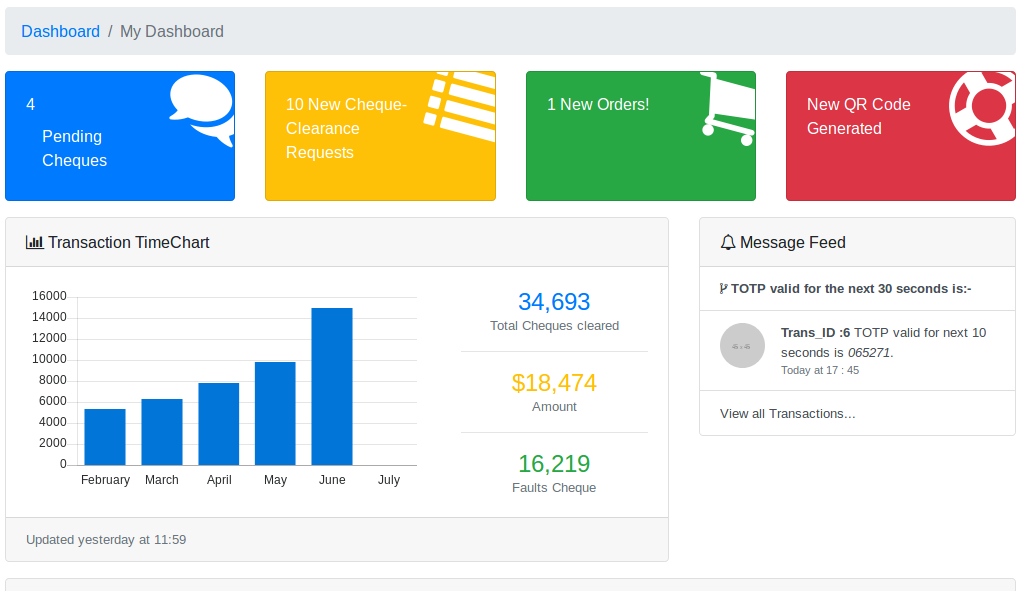 Dashboard / My Dashboard
4
Pending
Cheques
10 New Cheque-
Clearance
Requests
1 New Orders!
New QR Code
Generated
Transaction TimeChart
16000
14000
12000
10000
8000
6000
4000
2000
0
February March April May June July
34,693
Total Cheques cleared
$18,474
Amount
16,219
Faults Cheque
Updated yesterday at 11:59
Message Feed
TOTP valid for the next 30 seconds is:-
Trans_ID :6 TOTP valid for next 10
seconds is 065271.
Today at 17 : 45
View all Transactions…